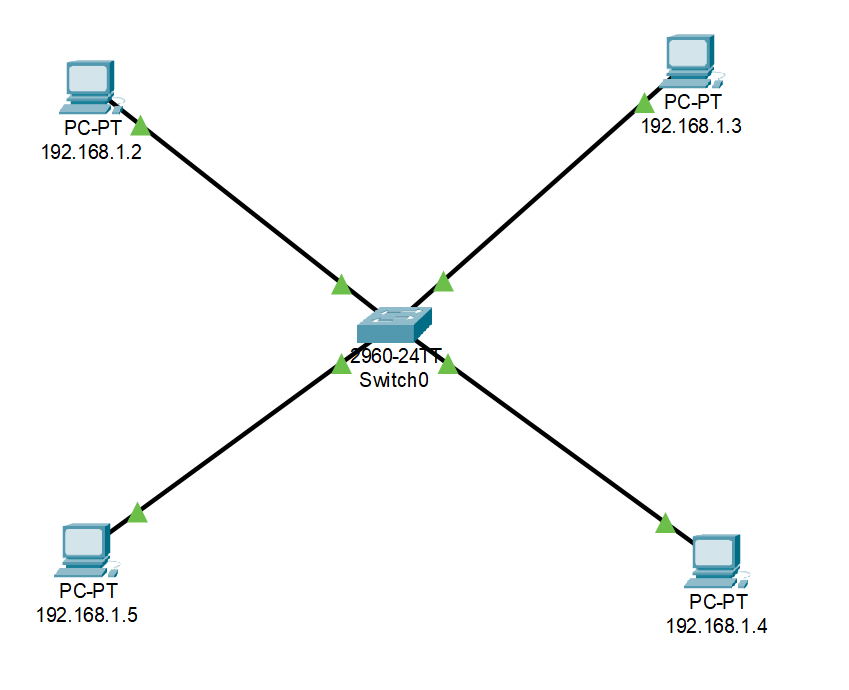 PC-PT
192.168.1.2
PC-PT
192.168.1.3
2960-24TT
Switch0
PC-PT
192.168.1.5
PC-PT
192.168.1.4